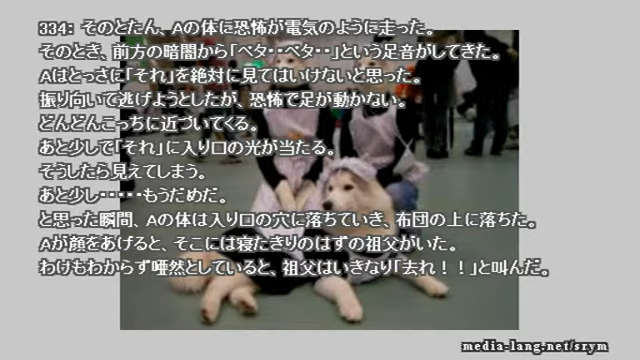 334: そのとたん、Aの体に恐怖が電気のように走った。
そのとき、前方の暗闇から「ペタ・・ペタ・・」という足音がしてきた。
Aはとっさに「それ」を絶対に見てはいけないと思った。
振り向いて逃げようとしたが、恐怖で足が動かない。
どんどんこっちに近づいてくる。
あと少しで「それ」に入り口の光が当たる。
そうしたら見えてしまう。
あと少し・・・・・もうだめだ。
と思った瞬間、Aの体は入り口の穴に落ちていき、布団の上に落ちた。
Aが顔をあげると、そこには寝たきりのはずの祖父がいた。
わけもわからず唖然としていると、祖父はいきなり「去れ！！」と叫んだ。
media-lang.net/srym